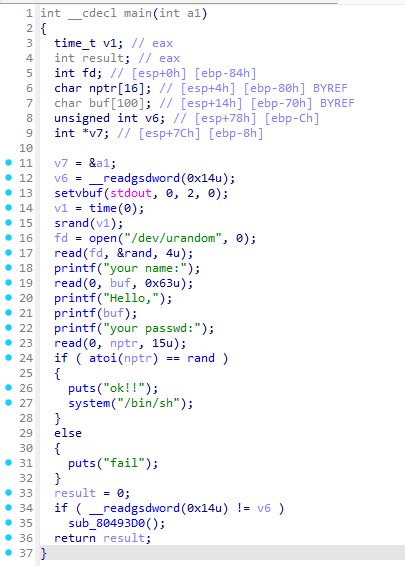 1 int __cdecl main(int a1)
2 {
3 time_t v1; // eax
4 int result; // eax
5 int fd; // [esp+0h] [ebp-84h]
6 char nptr[16]; // [esp+4h] [ebp-80h] BYREF
7 char buf[100]; // [esp+14h] [ebp-70h] BYREF
8 unsigned int v6; // [esp+78h] [ebp-Ch]
9 int *v7; // [esp+7Ch] [ebp-8h]
10
11 v7 = &a1;
12 v6 = __readgsdword(0x14u);
13 setvbuf(stdout, 0, 2, 0);
14 v1 = time(0);
15 srand(v1);
16 fd = open("/dev/urandom", 0);
17 read(fd, &rand, 4u);
18 printf("your name:");
19 read(0, buf, 0x63u);
20 printf("Hello,");
21 printf(buf);
22 printf("your passwd:");
23 read(0, nptr, 15u);
24 if ( atoi(nptr) == rand )
25 {
26 puts("ok!!");
27 system("/bin/sh");
28 }
29 else
30 {
31 puts("fail");
32 }
33 result = 0;
34 if ( __readgsdword(0x14u) != v6 )
35 sub_80493D0();
36 return result;
37 }